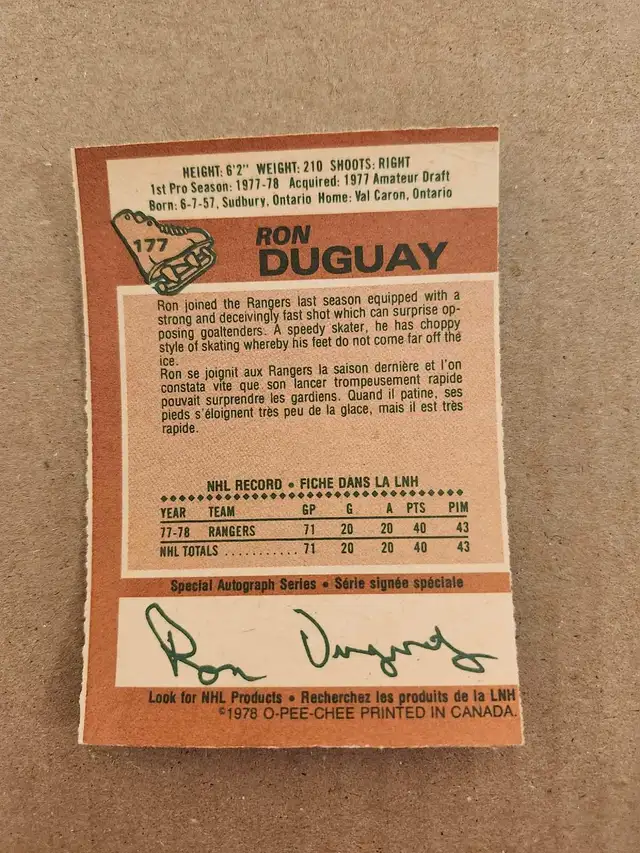 HEIGHT: 6'2" WEIGHT: 210 SHOOTS: RIGHT
1st Pro Season: 1977-78 Acquired: 1977 Amateur Draft
Born: 6-7-57, Sudbury, Ontario Home: Val Caron, Ontario
177
RON
DUGUAY
Ron joined the Rangers last season equipped with a
strong and deceivingly fast shot which can surprise op-
posing goaltenders. A speedy skater, he has choppy
style of skating whereby his feet do not come far off the
ice.
Ron se joignit aux Rangers la saison dernière et l'on
constata vite que son lancer trompeusement rapide
pouvait surprendre les gardiens. Quand il patine, ses
pieds s'éloignent très peu de la glace, mais il est très
rapide.
NHL RECORD • FICHE DANS LA LNH
YEAR TEAM GP G A PTS PIM
77-78 RANGERS 71 20 20 40 43
NHL TOTALS . . . . . . . . . . . 71 20 20 40 43
Special Autograph Series • Série signée spéciale
Ron Duguay
Look for NHL Products • Recherchez les produits de la LNH
©1978 O-PEE-CHEE PRINTED IN CANADA.